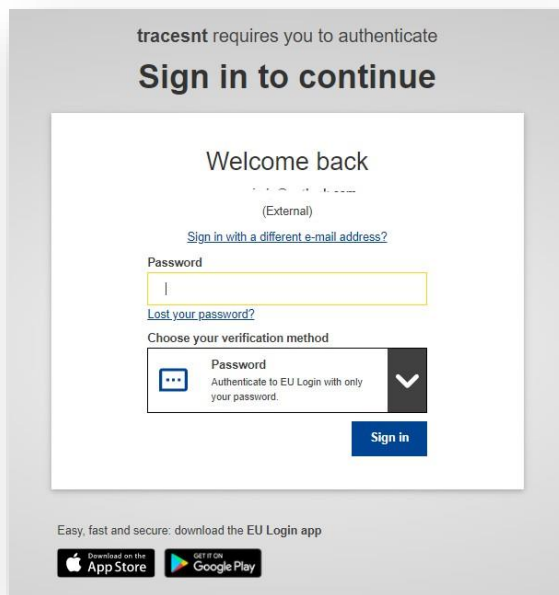 tracesnt requires you to authenticate
Sign in to continue
Welcome back
(External)
Sign in with a different e-mail address?
Password
Lost your password?
Choose your verification method
Password
Authenticate to EU Login with only
your password.
Sign in
Easy, fast and secure: download the EU Login app
Download on the
App Store
GET IT ON
Google Play